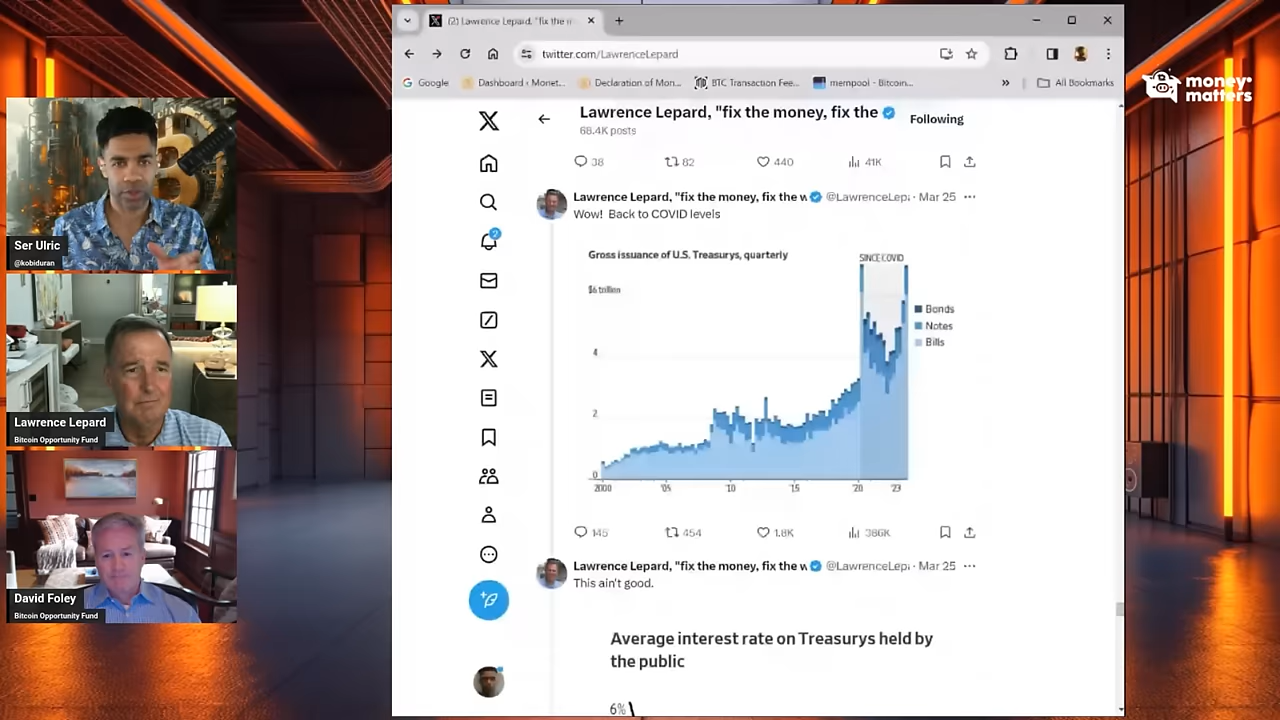 (2) Lawrence Lepard, "fix the m
twitter.com/LawrenceLepard
Google
Dashboard ‹ Monet...
Declaration of Mon...
BTC Transaction Fee...
mempool - Bitcoin...
»
All Bookmarks
money
matters
Ser Ulric
@kobiduran
Lawrence Lepard
Bitcoin Opportunity Fund
David Foley
Bitcoin Opportunity Fund
Lawrence Lepard, "fix the money, fix the
Following
68.4K posts
38 82 440 41K
Lawrence Lepard, "fix the money, fix the w @LawrenceLepa · Mar 25 ...
Wow! Back to COVID levels
Gross issuance of U.S. Treasurys, quarterly
SINCE COVID
$6 trillion
Bonds
Notes
Bills
4
2
0
2000 '05 '10 '15 '20 '23
145 454 1.8K 386K
Lawrence Lepard, "fix the money, fix the w @LawrenceLepa · Mar 25 ...
This ain't good.
Average interest rate on Treasurys held by
the public
6%
2